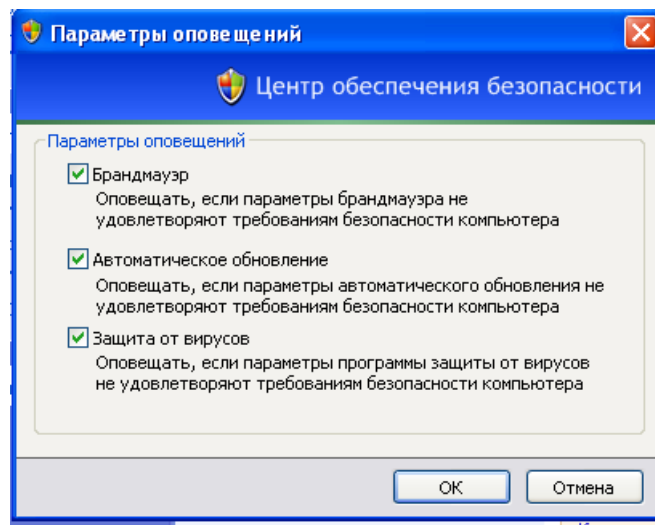 Параметры оповещений
Центр обеспечения безопасности
Параметры оповещений
Брандмауэр
Оповещать, если параметры брандмауэра не
удовлетворяют требованиям безопасности компьютера
Автоматическое обновление
Оповещать, если параметры автоматического обновления не
удовлетворяют требованиям безопасности компьютера
Защита от вирусов
Оповещать, если параметры программы защиты от вирусов
не удовлетворяют требованиям безопасности компьютера
ОК
Отмена